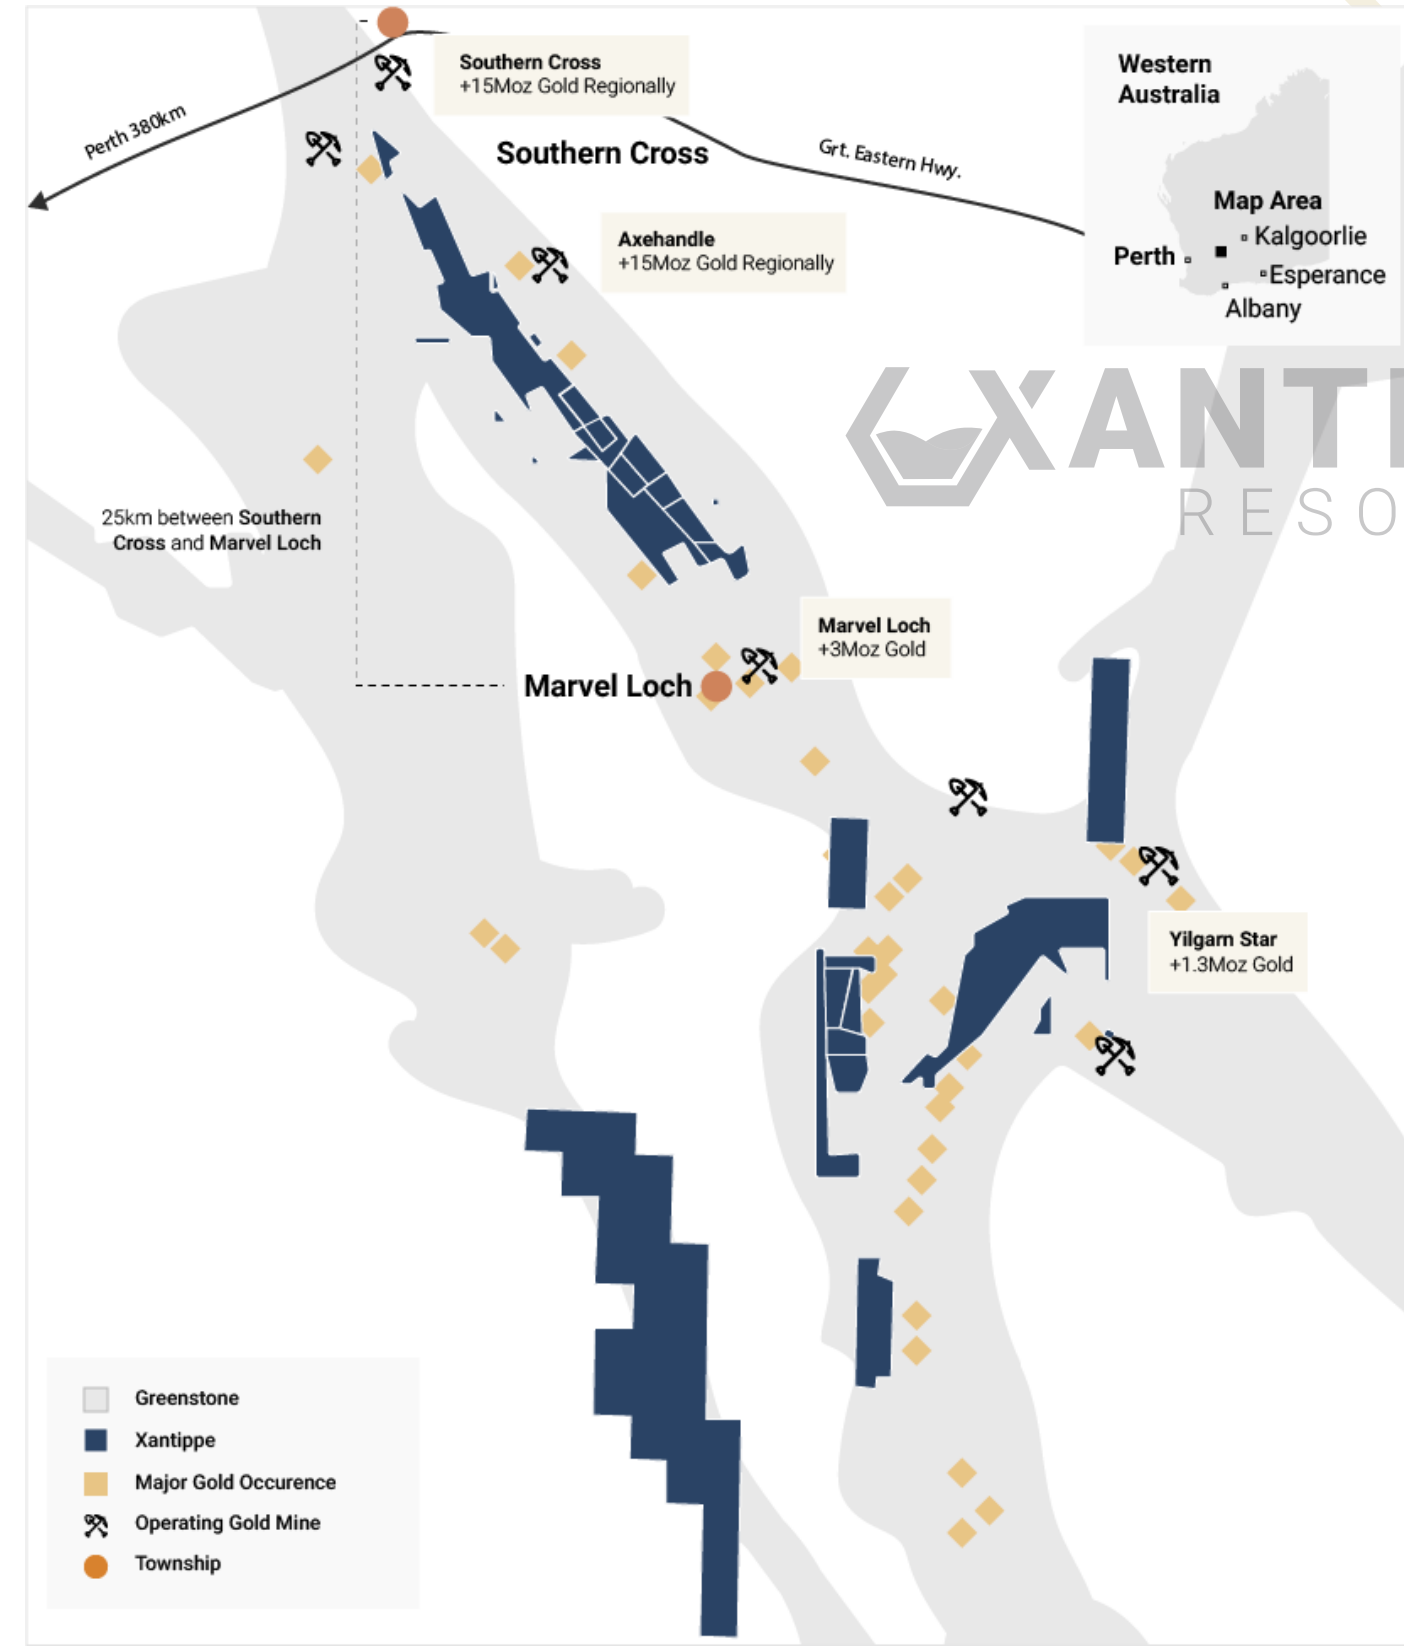 Southern Cross
+15Moz Gold Regionally
Perth 380km
Southern Cross
Grt. Eastern Hwy.
Axehandle
+15Moz Gold Regionally
Western
Australia
Map Area
Kalgoorlie
Perth
Esperance
Albany
XANTI
RESO
25km between Southern
Cross and Marvel Loch
Marvel Loch
+3Moz Gold
Marvel Loch
Yilgarn Star
+1.3Moz Gold
Greenstone
Xantippe
Major Gold Occurence
Operating Gold Mine
Township